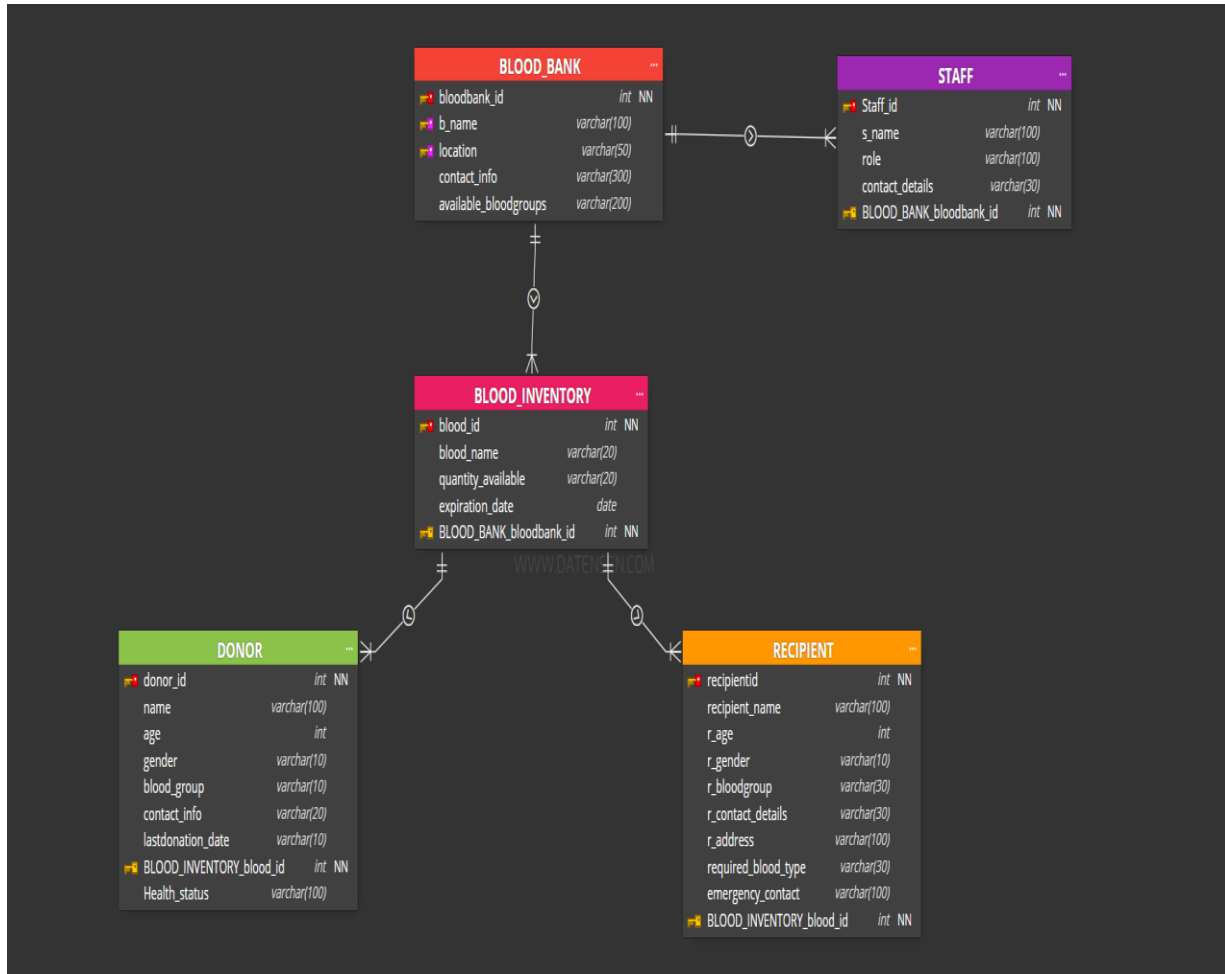 BLOOD_BANK ...
bloodbank_id int NN
b_name varchar(100)
location varchar(50)
contact_info varchar(300)
available_bloodgroups varchar(200)
STAFF ...
Staff_id int NN
s_name varchar(100)
role varchar(100)
contact_details varchar(30)
BLOOD_BANK_bloodbank_id int NN
BLOOD_INVENTORY ...
blood_id int NN
blood_name varchar(20)
quantity_available varchar(20)
expiration_date date
BLOOD_BANK_bloodbank_id int NN
WWW.DATENSEN.COM
DONOR ...
donor_id int NN
name varchar(100)
age int
gender varchar(10)
blood_group varchar(10)
contact_info varchar(20)
lastdonation_date varchar(10)
BLOOD_INVENTORY_blood_id int NN
Health_status varchar(100)
RECIPIENT ...
recipientid int NN
recipient_name varchar(100)
r_age int
r_gender varchar(10)
r_bloodgroup varchar(30)
r_contact_details varchar(30)
r_address varchar(100)
required_blood_type varchar(30)
emergency_contact varchar(100)
BLOOD_INVENTORY_blood_id int NN